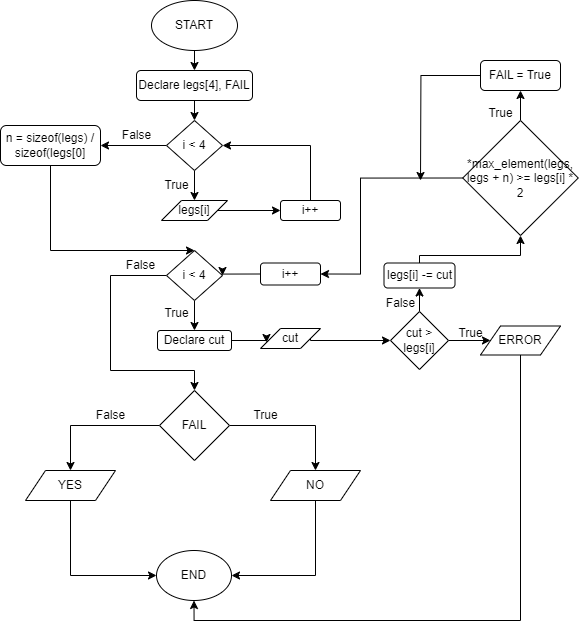 START
Declare legs[4], FAIL
FAIL = True
True
False
i < 4
n = sizeof(legs) /
sizeof(legs[0]
True
legs[i]
i++
*max_element(legs,
legs + n) >= legs[i] *
2
False
i < 4
i++
legs[i] -= cut
True
False
Declare cut
cut
cut >
legs[i]
True
ERROR
False
FAIL
True
YES
NO
END